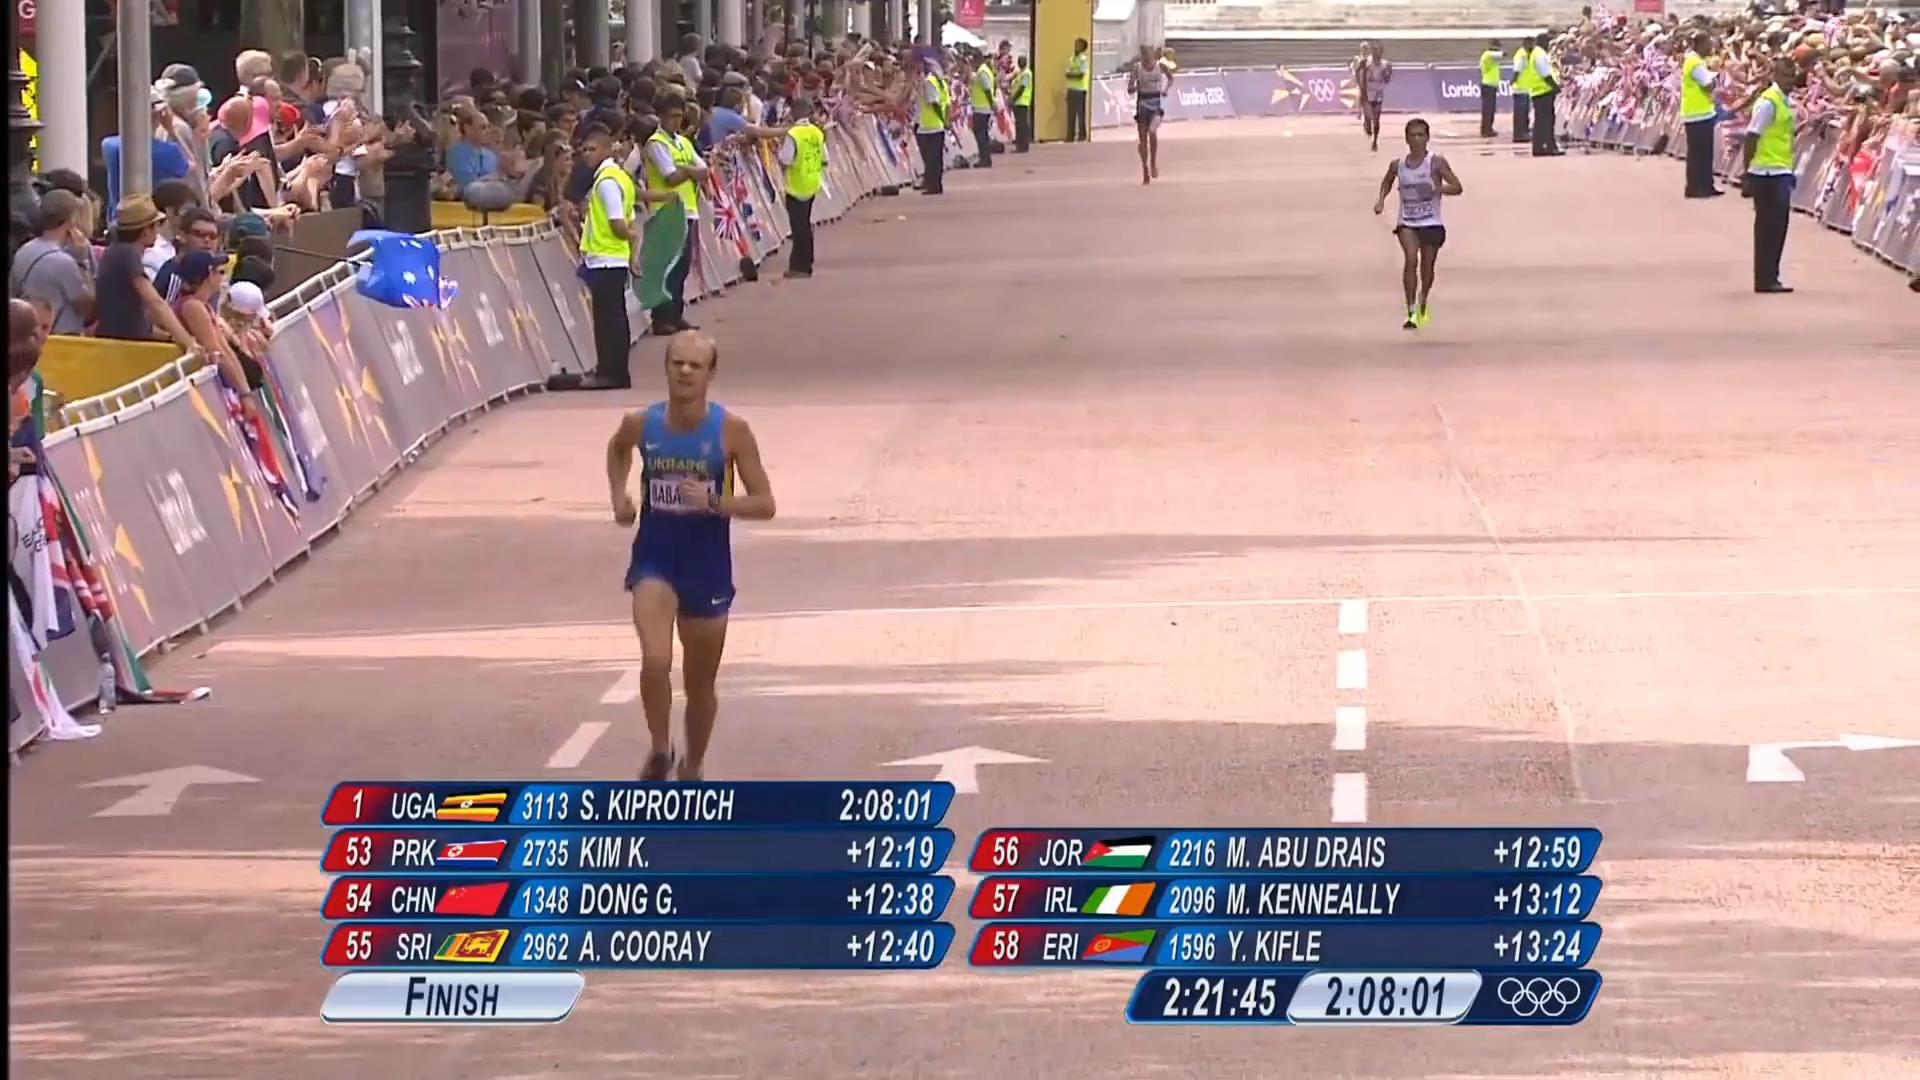 London 2012
UKRAINE
1 UGA 3113 S. KIPROTICH 2:08:01
53 PRK 2735 KIM K. +12:19
54 CHN 1348 DONG G. +12:38
55 SRI 2962 A. COORAY +12:40
56 JOR 2216 M. ABU DRAIS +12:59
57 IRL 2096 M. KENNEALLY +13:12
58 ERI 1596 Y. KIFLE +13:24
FINISH
2:21:45 2:08:01